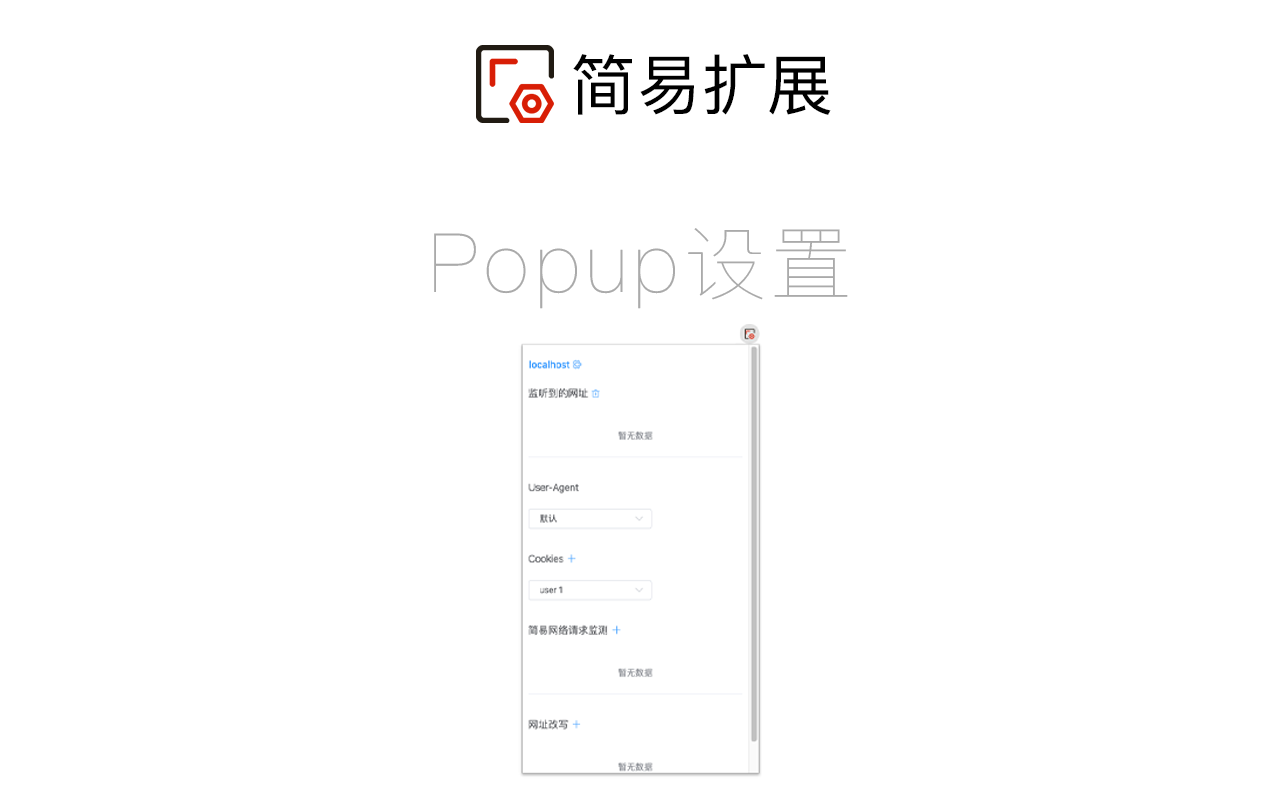 简易扩展
Popup设置
localhost
监听到的网址
暂无数据
User-Agent
默认
Cookies
user 1
简易网络请求监测
暂无数据
网址改写
暂无数据